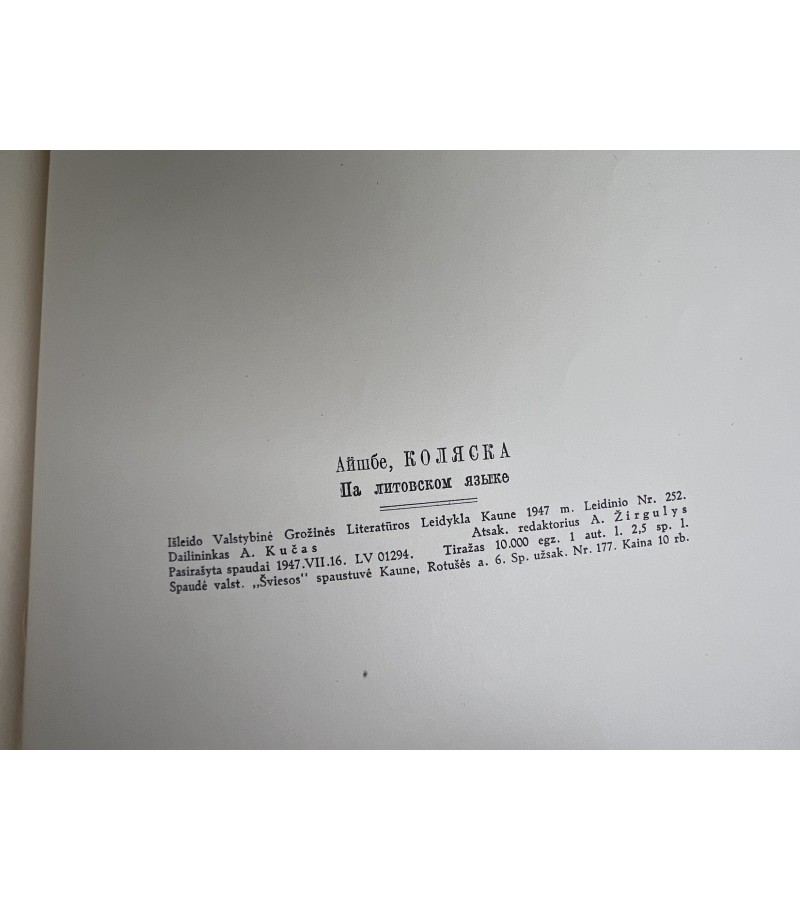 Айшбе, КОЛЯСКА
На литовском языке
Išleido Valstybinė Grožinės Literatūros Leidykla Kaune 1947 m. Leidinio Nr. 252.
Dailininkas A. Kučas Atsak. redaktorius A. Žirgulys
Pasirašyta spaudai 1947.VII.16. LV 01294. Tiražas 10.000 egz. 1 aut. l. 2,5 sp. l.
Spaudė valst. „Šviesos" spaustuvė Kaune, Rotušės a. 6. Sp. užsak. Nr. 177. Kaina 10 rb.